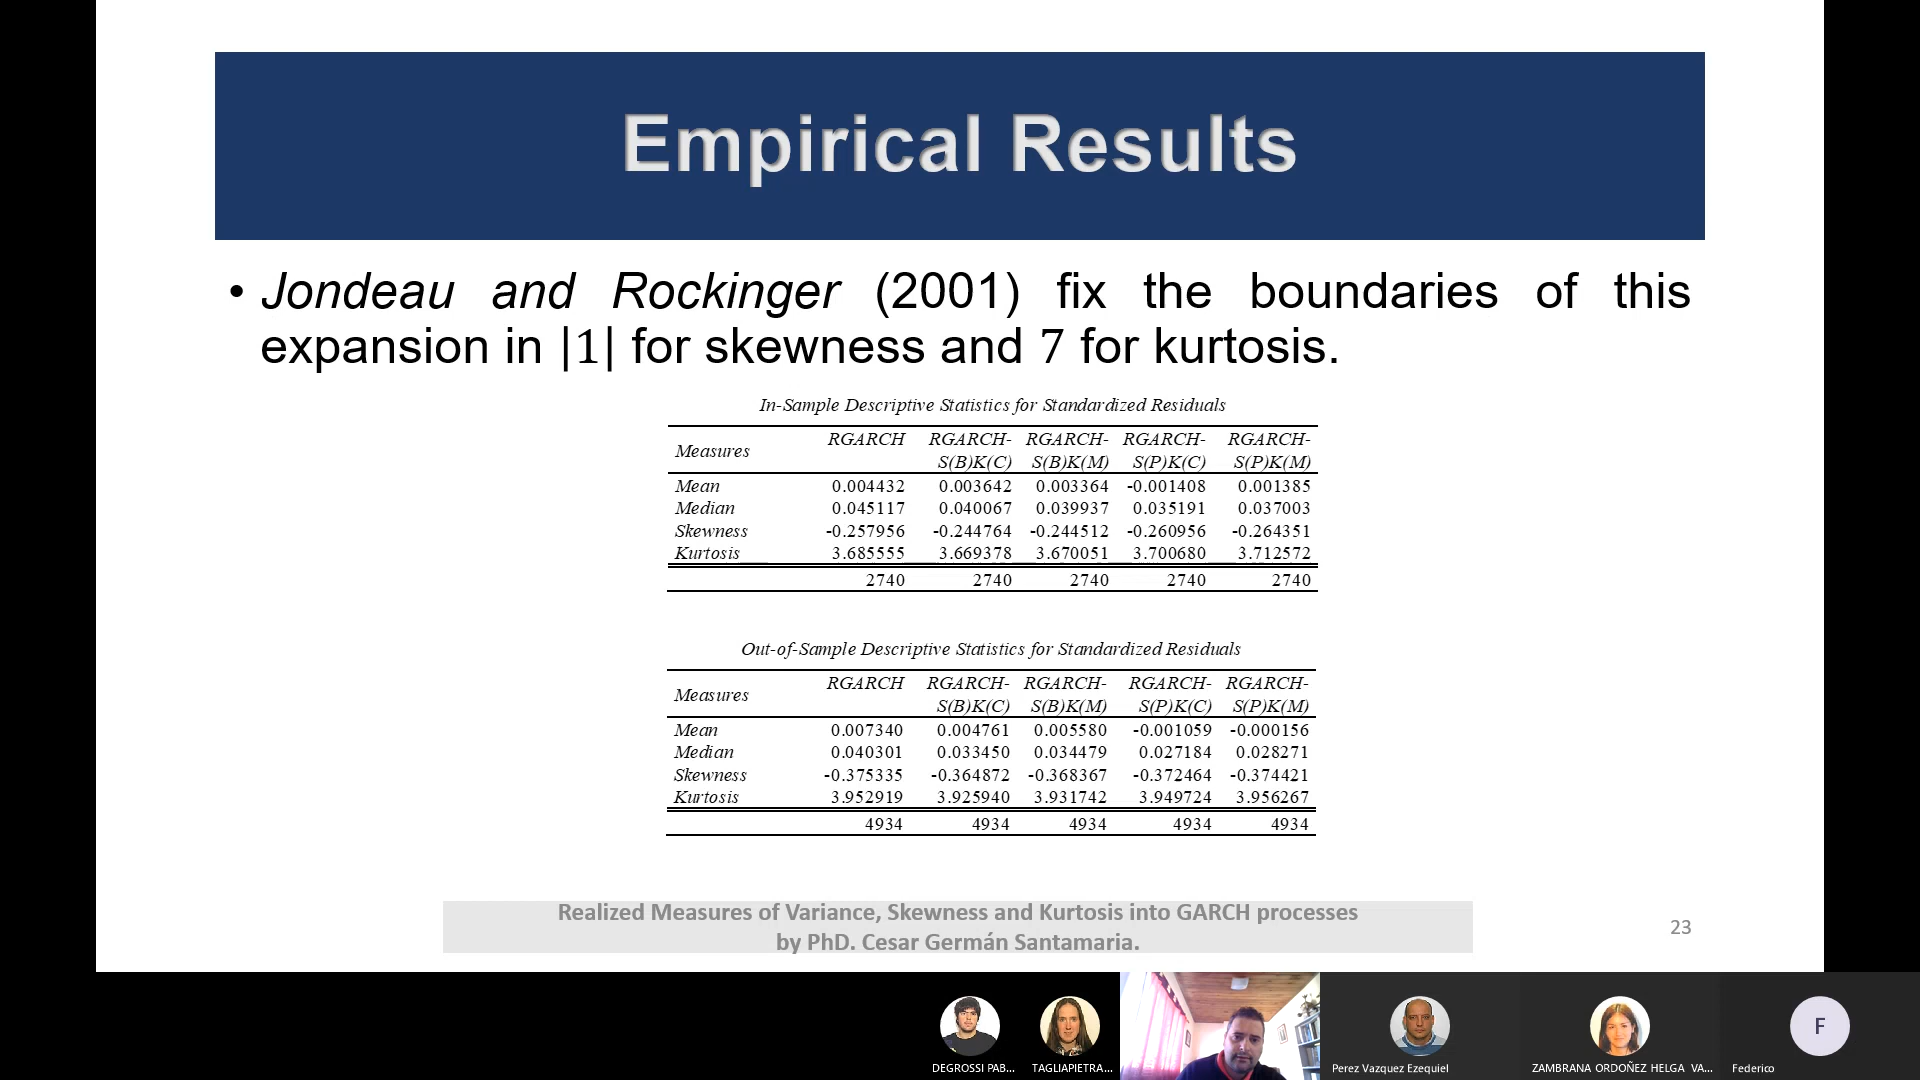 Empirical Results
• Jondeau and Rockinger (2001) fix the boundaries of this
expansion in |1| for skewness and 7 for kurtosis.
In-Sample Descriptive Statistics for Standardized Residuals
Measures RGARCH RGARCH- RGARCH- RGARCH- RGARCH-
S(B)K(C) S(B)K(M) S(P)K(C) S(P)K(M)
Mean 0.004432 0.003642 0.003364 -0.001408 0.001385
Median 0.045117 0.040067 0.039937 0.035191 0.037003
Skewness -0.257956 -0.244764 -0.244512 -0.260956 -0.264351
Kurtosis 3.685555 3.669378 3.670051 3.700680 3.712572
2740 2740 2740 2740 2740
Out-of-Sample Descriptive Statistics for Standardized Residuals
Measures RGARCH RGARCH- RGARCH- RGARCH- RGARCH-
S(B)K(C) S(B)K(M) S(P)K(C) S(P)K(M)
Mean 0.007340 0.004761 0.005580 -0.001059 -0.000156
Median 0.040301 0.033450 0.034479 0.027184 0.028271
Skewness -0.375335 -0.364872 -0.368367 -0.372464 -0.374421
Kurtosis 3.952919 3.925940 3.931742 3.949724 3.956267
4934 4934 4934 4934 4934
Realized Measures of Variance, Skewness and Kurtosis into GARCH processes
by PhD. Cesar Germán Santamaria.
23
F
DEGROSSI PAB... TAGLIAPIETRA... Perez Vazquez Ezequiel ZAMBRANA ORDOÑEZ HELGA VA... Federico